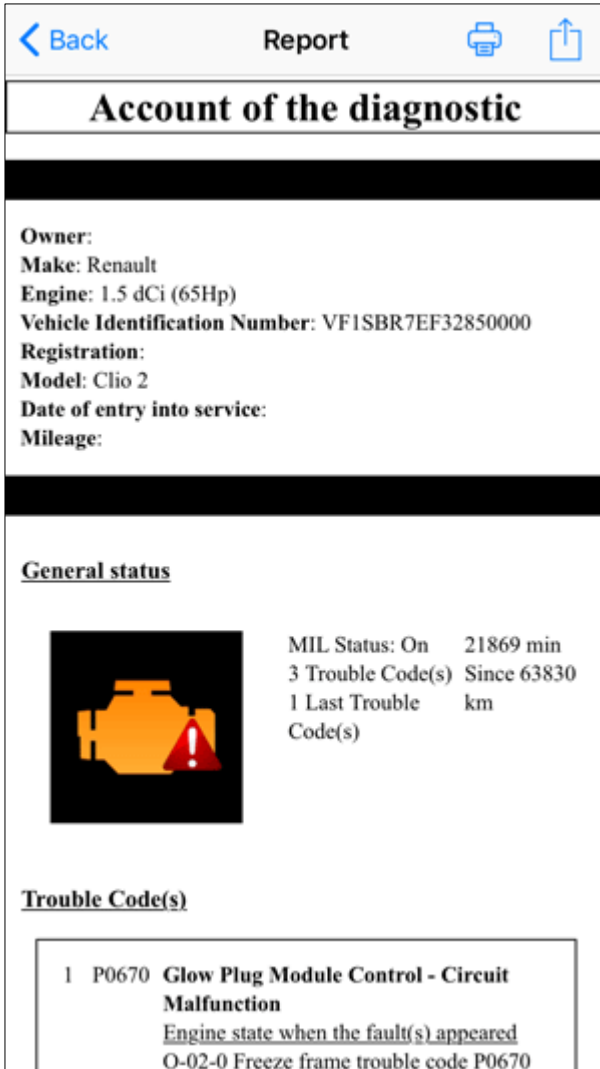 Back
Report
Account of the diagnostic
Owner:
Make: Renault
Engine: 1.5 dCi (65Hp)
Vehicle Identification Number: VF1SBR7EF32850000
Registration:
Model: Clio 2
Date of entry into service:
Mileage:
General status
MIL Status: On 21869 min
3 Trouble Code(s) Since 63830
1 Last Trouble km
Code(s)
Trouble Code(s)
1 P0670 Glow Plug Module Control - Circuit
Malfunction
Engine state when the fault(s) appeared
O-02-0 Freeze frame trouble code P0670